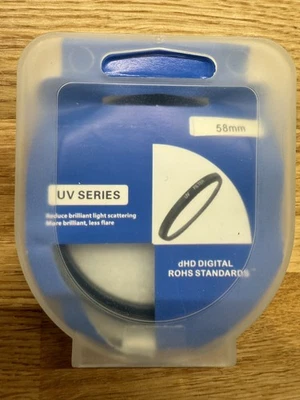 58mm
UV SERIES
Reduce brilliant light scattering
More brilliant, less flare
dHD DIGITAL
ROHS STANDARDS